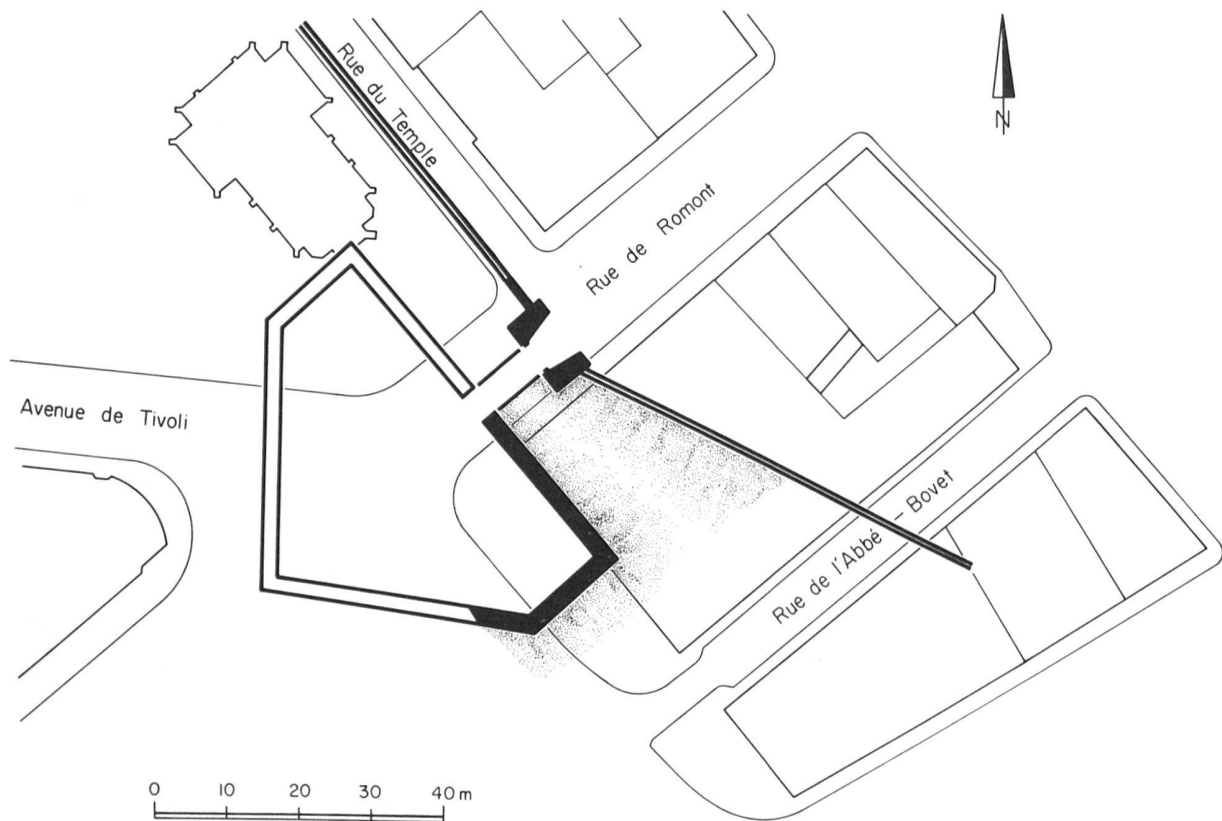 Rue du Temple
N
Rue de Romont
Avenue de Tivoli
Rue de l'Abbé – Bovet
0 10 20 30 40 m